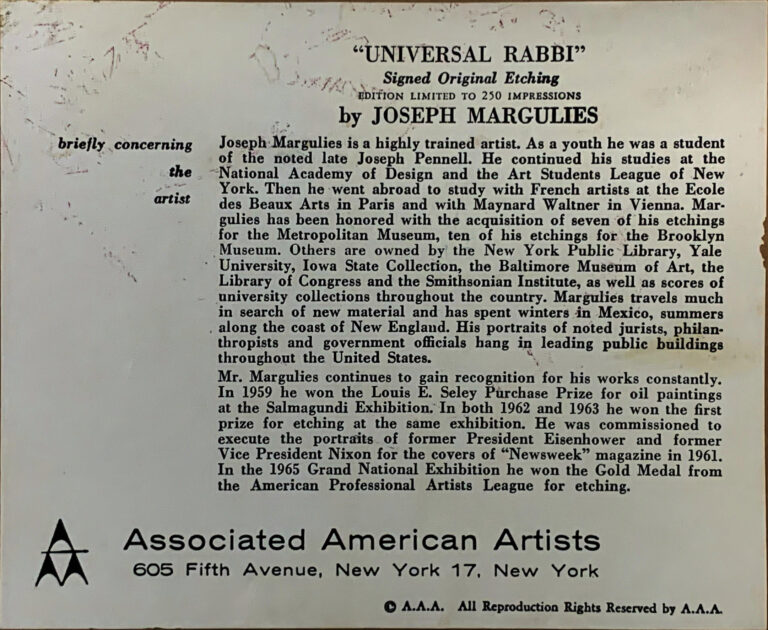 “UNIVERSAL RABBI”
Signed Original Etching
EDITION LIMITED TO 250 IMPRESSIONS
by JOSEPH MARGULIES
briefly concerning
the
artist
Joseph Margulies is a highly trained artist. As a youth he was a student
of the noted late Joseph Pennell. He continued his studies at the
National Academy of Design and the Art Students League of New
York. Then he went abroad to study with French artists at the Ecole
des Beaux Arts in Paris and with Maynard Waltner in Vienna. Mar-
gulies has been honored with the acquisition of seven of his etchings
for the Metropolitan Museum, ten of his etchings for the Brooklyn
Museum. Others are owned by the New York Public Library, Yale
University, Iowa State Collection, the Baltimore Museum of Art, the
Library of Congress and the Smithsonian Institute, as well as scores of
university collections throughout the country. Margulies travels much
in search of new material and has spent winters in Mexico, summers
along the coast of New England. His portraits of noted jurists, philan-
thropists and government officials hang in leading public buildings
throughout the United States.
Mr. Margulies continues to gain recognition for his works constantly.
In 1959 he won the Louis E. Seley Purchase Prize for oil paintings
at the Salmagundi Exhibition. In both 1962 and 1963 he won the first
prize for etching at the same exhibition. He was commissioned to
execute the portraits of former President Eisenhower and former
Vice President Nixon for the covers of “Newsweek” magazine in 1961.
In the 1965 Grand National Exhibition he won the Gold Medal from
the American Professional Artists League for etching.
Associated American Artists
605 Fifth Avenue, New York 17, New York
© A.A.A. All Reproduction Rights Reserved by A.A.A.